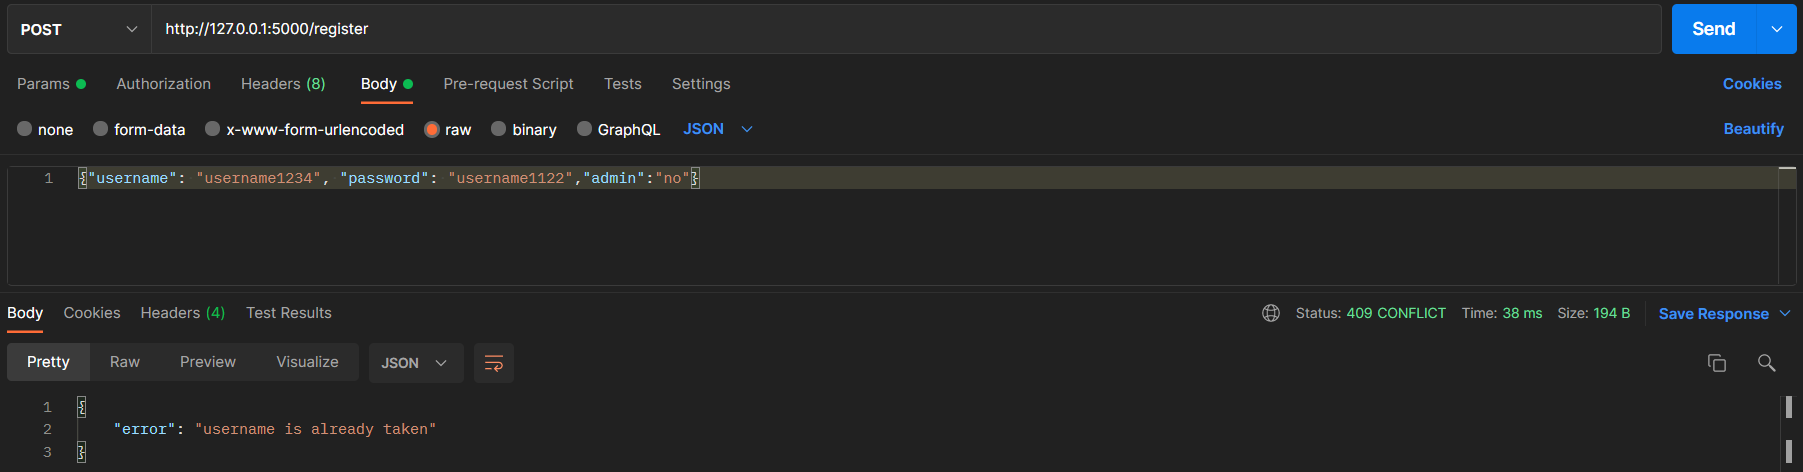 POST http://127.0.0.1:5000/register Send
Params Authorization Headers (8) Body Pre-request Script Tests Settings Cookies
none form-data x-www-form-urlencoded raw binary GraphQL JSON Beautify
1 {"username": "username1234", "password": "username1122","admin":"no"}
Body Cookies Headers (4) Test Results Status: 409 CONFLICT Time: 38 ms Size: 194 B Save Response
Pretty Raw Preview Visualize JSON
1 {
2 "error": "username is already taken"
3 }